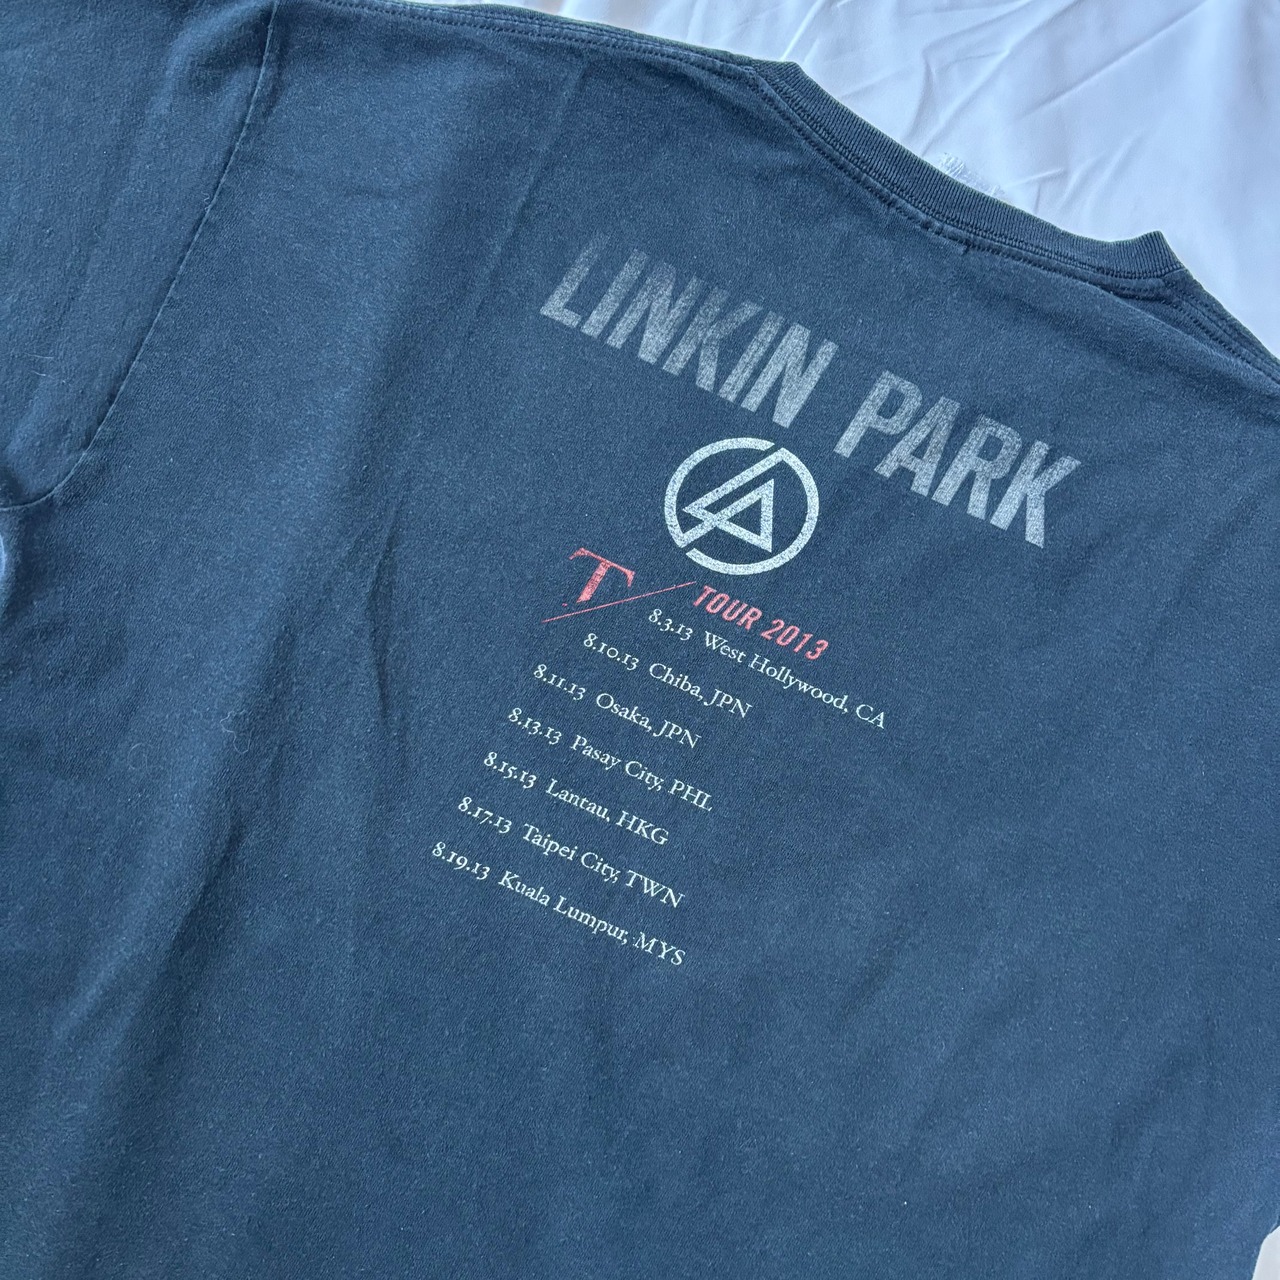 LINKIN PARK
T TOUR 2013
8.3.13 West Hollywood, CA
8.10.13 Chiba, JPN
8.11.13 Osaka, JPN
8.13.13 Pasay City, PHL
8.15.13 Lantau, HKG
8.17.13 Taipei City, TWN
8.19.13 Kuala Lumpur, MYS